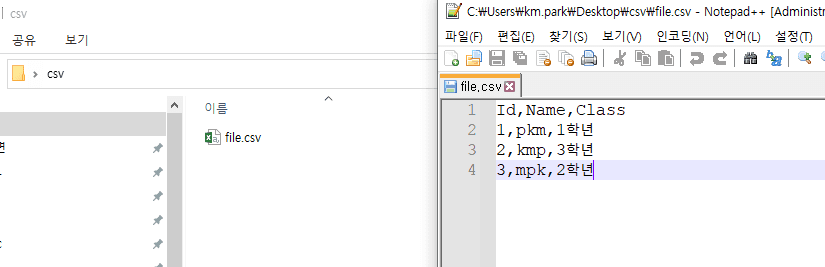 csv
공유 보기
csv
이름
file.csv
C:₩Users₩km.park₩Desktop₩csv₩file.csv - Notepad++ [Administra
파일(F) 편집(E) 찾기(S) 보기(V) 인코딩(N) 언어(L) 설정(T)
file.csv
1 Id,Name,Class
2 1,pkm,1학년
3 2,kmp,3학년
4 3,mpk,2학년